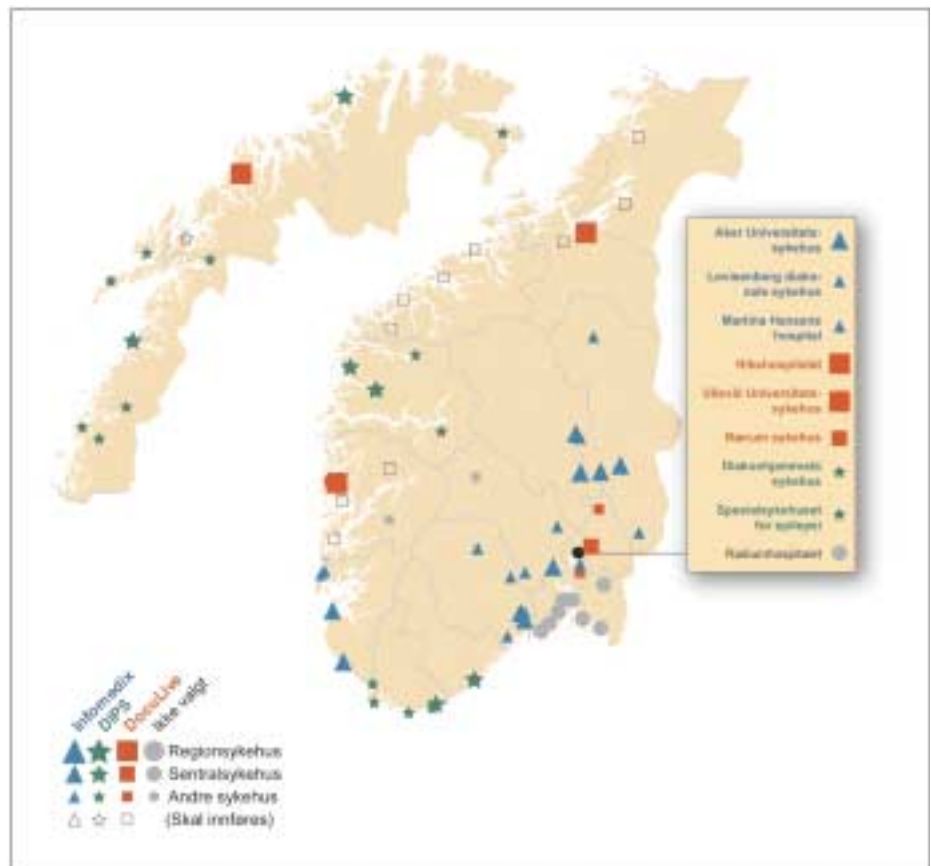 Aker Universitets-
sykehus
Lovisenberg diako-
nale sykehus
Martina Hansens
hospital
Rikshospitalet
Ullevål Universitets-
sykehus
Bærum sykehus
Diakonhjemmets
sykehus
Spesialsykehuset
for epilepsi
Radiumhospitalet
Infomedix
DIPS
DocuLive
Ikke valgt
Regionsykehus
Sentralsykehus
Andre sykehus
(Skal innføres)